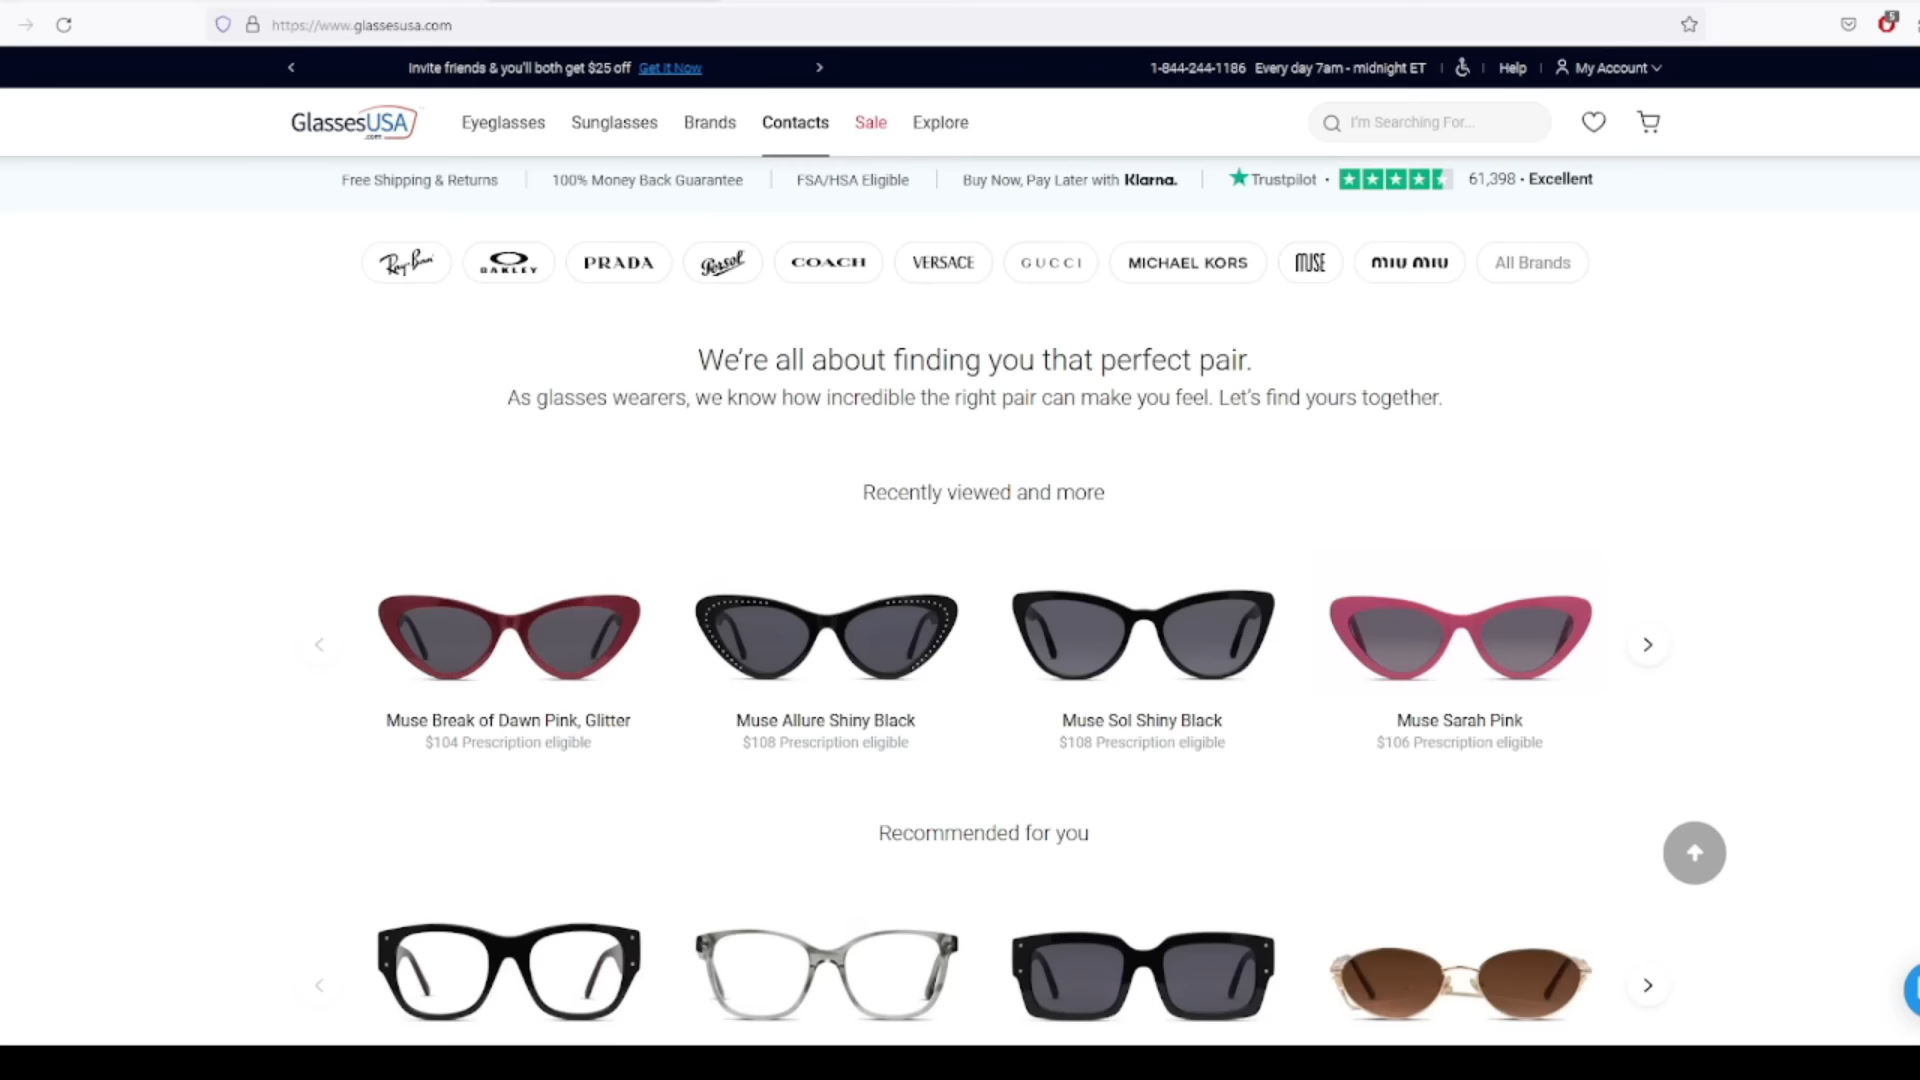 https://www.glassesusa.com
5
Invite friends & you'll both get $25 off Get It Now
1-844-244-1186 Every day 7am - midnight ET | Help | My Account
GlassesUSA .com
Eyeglasses Sunglasses Brands Contacts Sale Explore
I'm Searching For...
Free Shipping & Returns | 100% Money Back Guarantee | FSA/HSA Eligible | Buy Now, Pay Later with Klarna. | Trustpilot · 61,398 · Excellent
Ray-Ban OAKLEY PRADA Persol COACH VERSACE GUCCI MICHAEL KORS MUSE miu miu All Brands
We're all about finding you that perfect pair.
As glasses wearers, we know how incredible the right pair can make you feel. Let's find yours together.
Recently viewed and more
Muse Break of Dawn Pink, Glitter
$104 Prescription eligible
Muse Allure Shiny Black
$108 Prescription eligible
Muse Sol Shiny Black
$108 Prescription eligible
Muse Sarah Pink
$106 Prescription eligible
Recommended for you